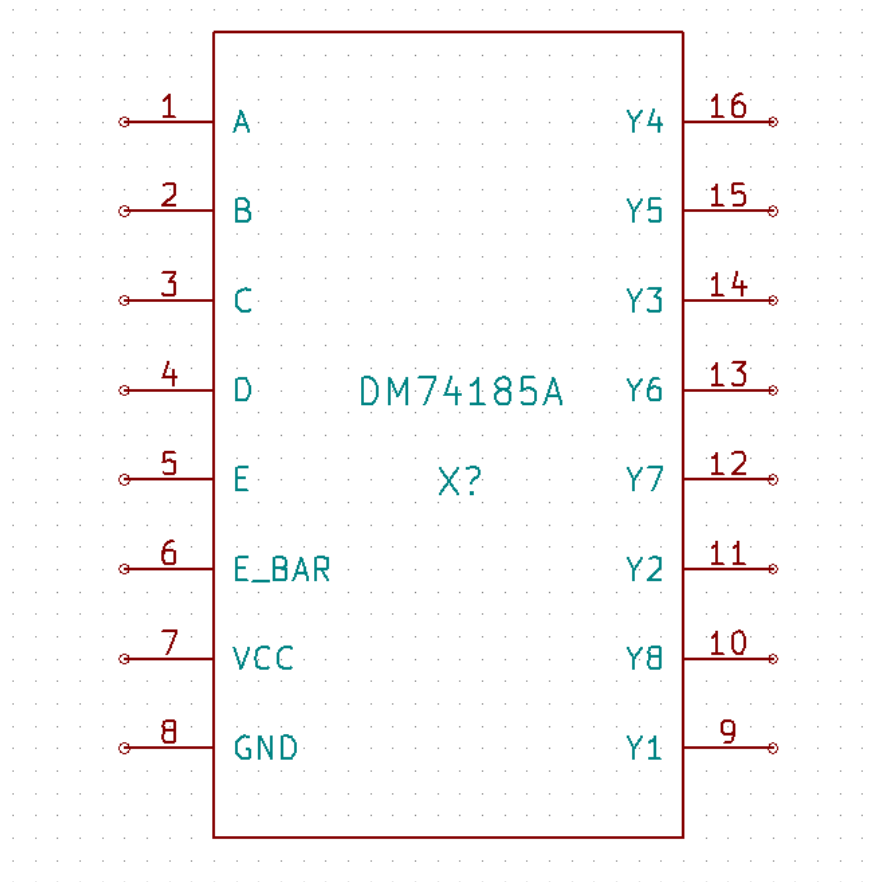 1 A Y4 16
2 B Y5 15
3 C Y3 14
4 D DM74185A Y6 13
5 E X? Y7 12
6 E_BAR Y2 11
7 VCC Y8 10
8 GND Y1 9